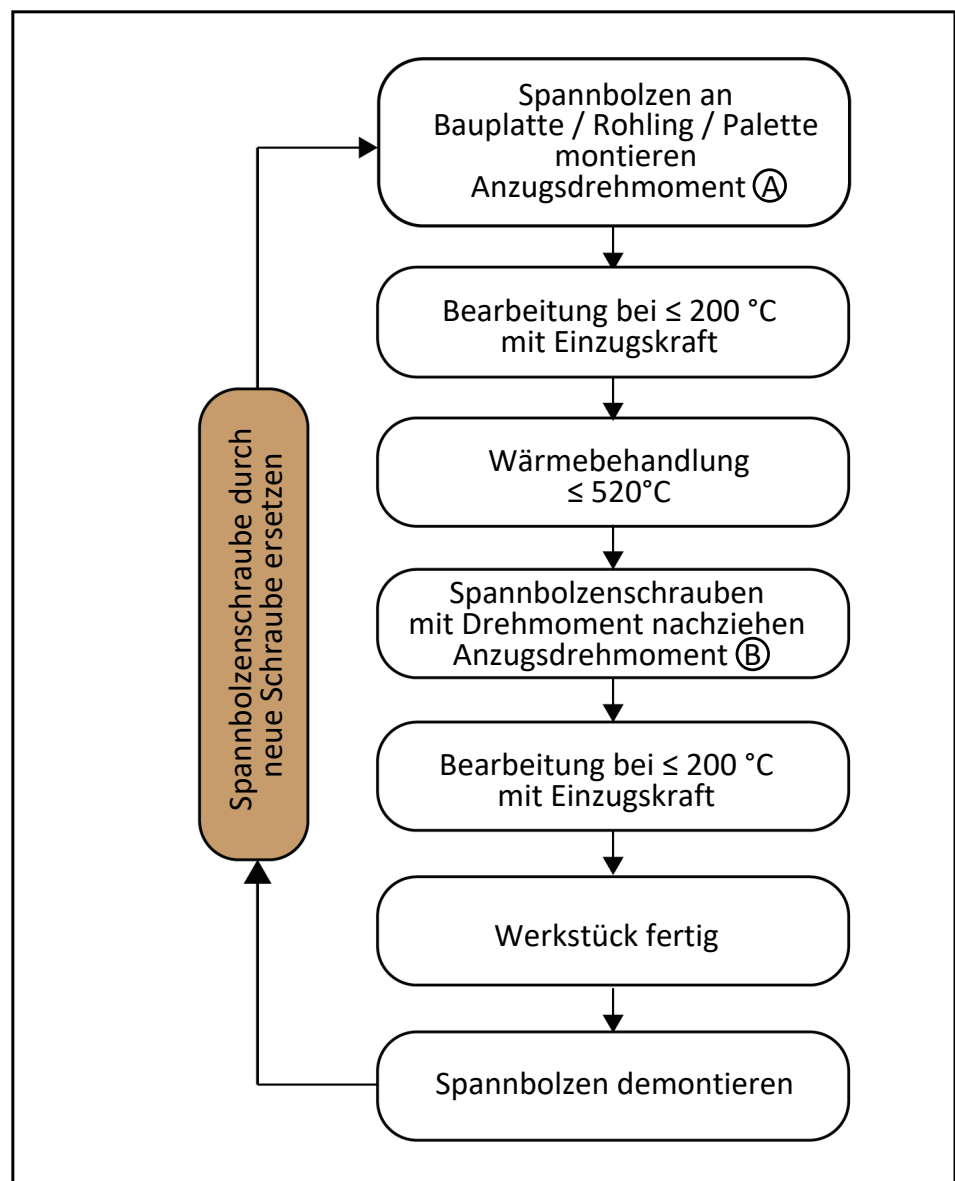 Spannbolzen an
Bauplatte / Rohling / Palette
montieren
Anzugsdrehmoment Ⓐ
Bearbeitung bei ≤ 200 °C
mit Einzugskraft
Wärmebehandlung
≤ 520°C
Spannbolzenschrauben
mit Drehmoment nachziehen
Anzugsdrehmoment Ⓑ
Bearbeitung bei ≤ 200 °C
mit Einzugskraft
Werkstück fertig
Spannbolzen demontieren
Spannbolzenschraube durch
neue Schraube ersetzen